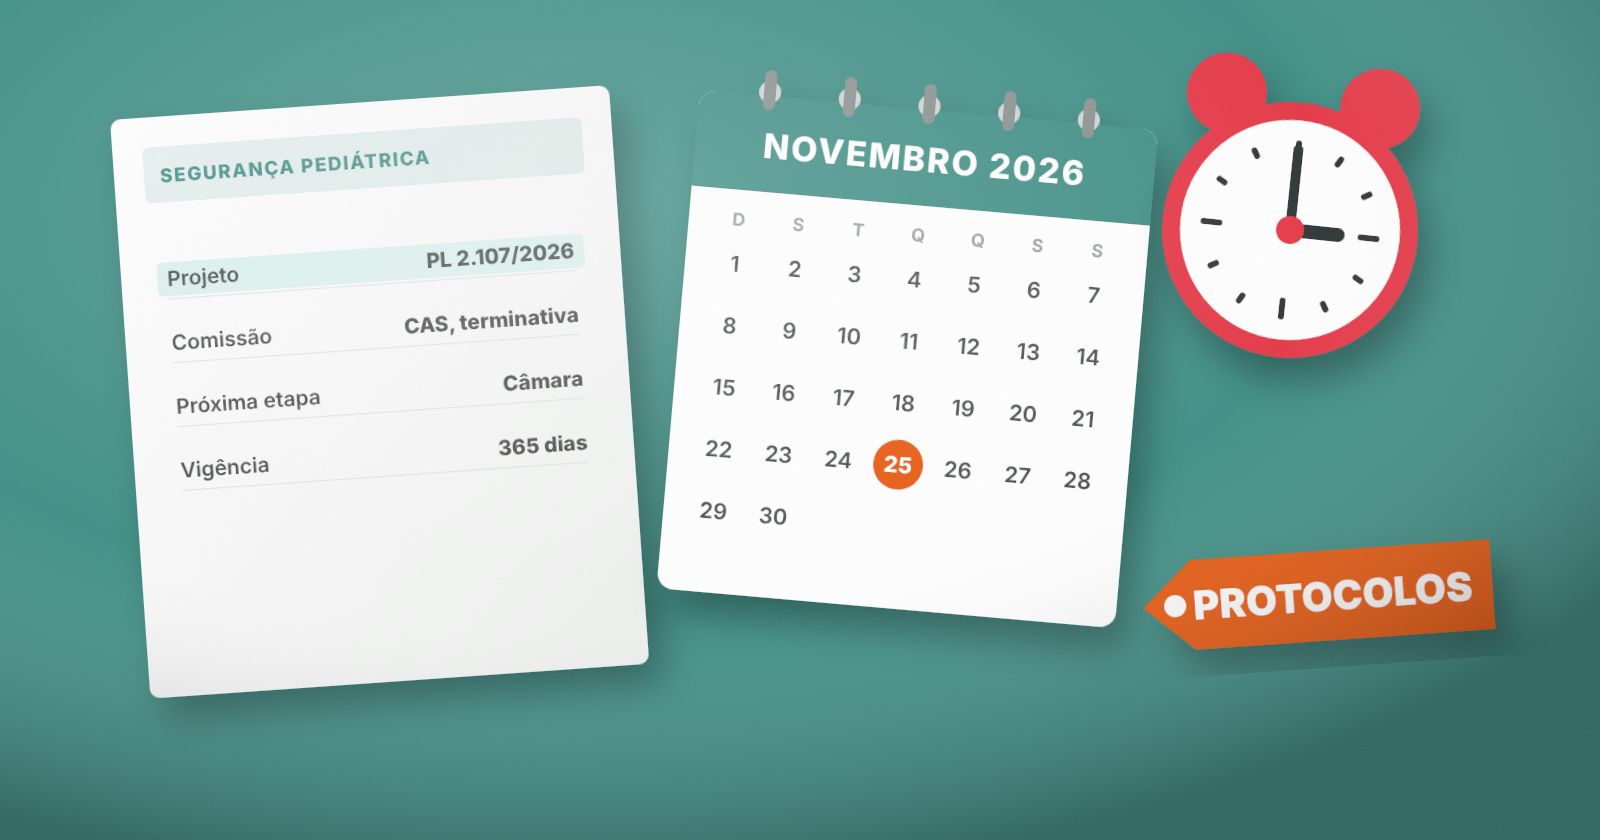 SEGURANÇA PEDIÁTRICA
Projeto PL 2.107/2026
Comissão CAS, terminativa
Próxima etapa Câmara
Vigência 365 dias
NOVEMBRO 2026
D S T Q Q S S
1 2 3 4 5 6 7
8 9 10 11 12 13 14
15 16 17 18 19 20 21
22 23 24 25 26 27 28
29 30
PROTOCOLOS